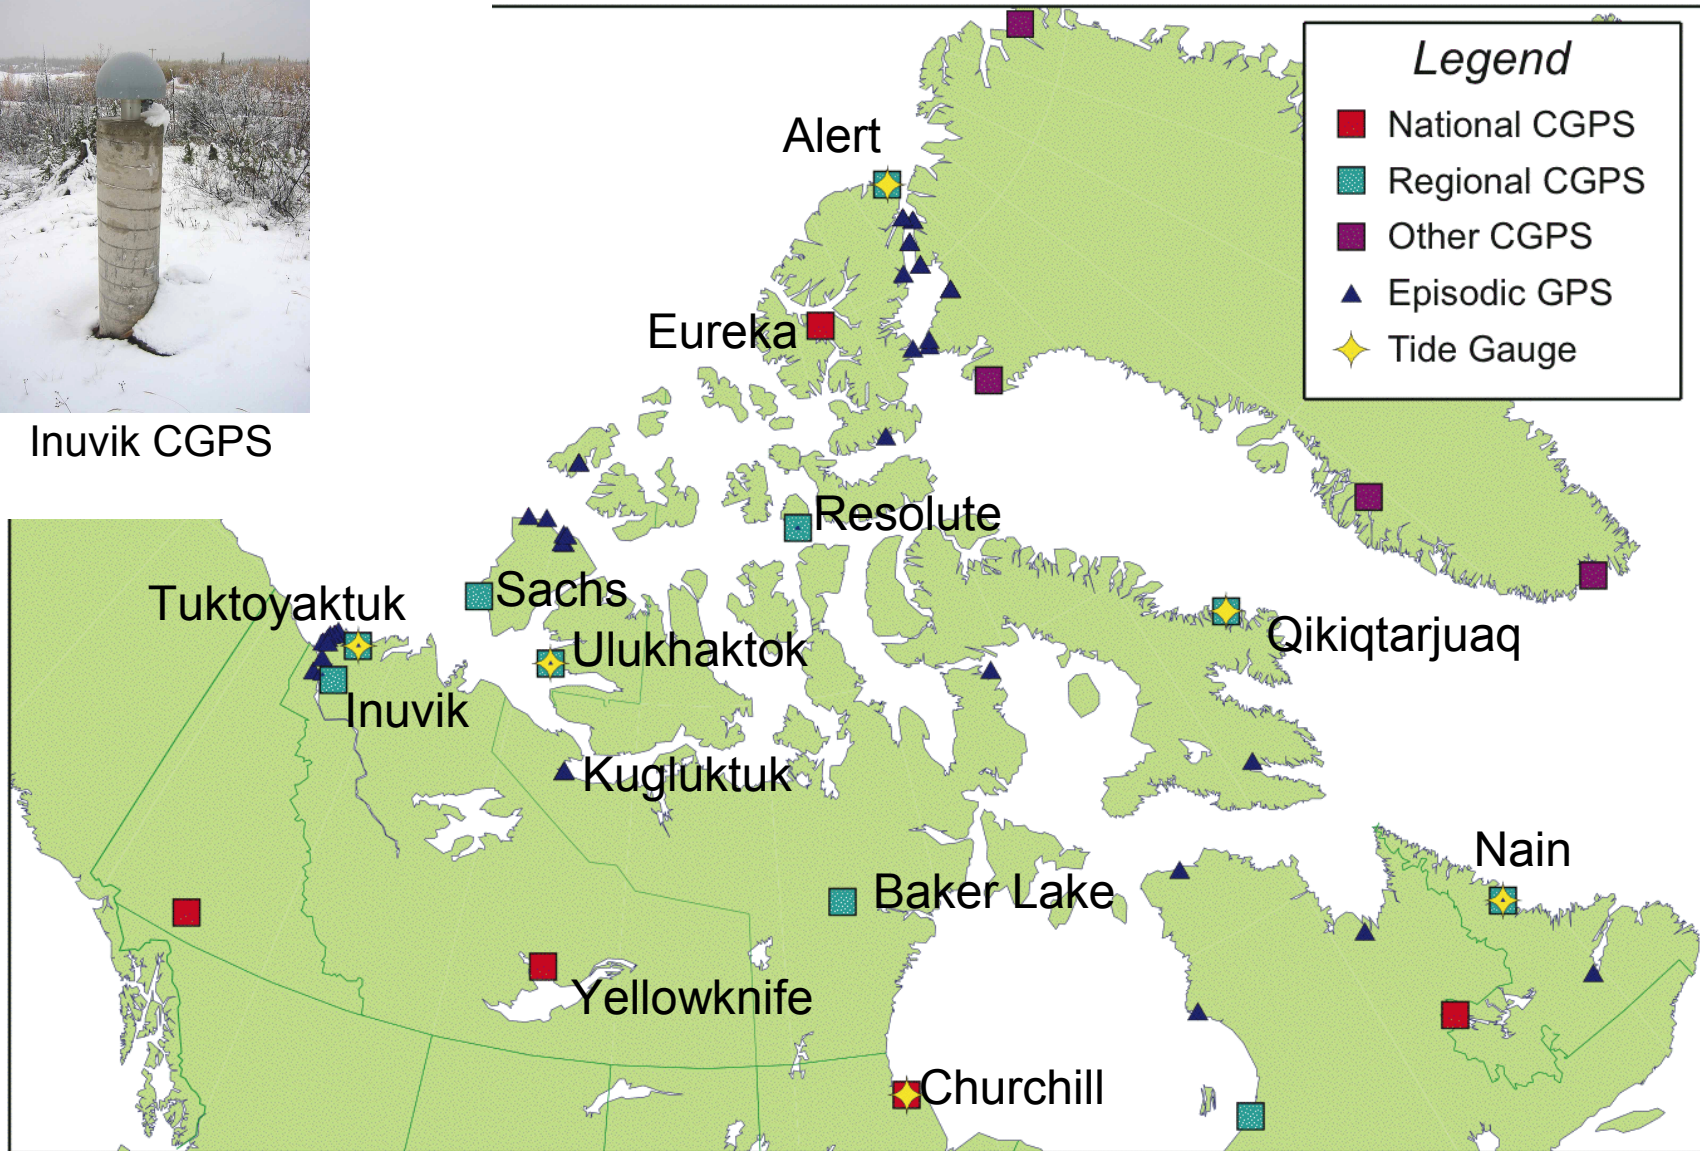 Legend
National CGPS
Regional CGPS
Other CGPS
Episodic GPS
Tide Gauge
Alert
Eureka
Inuvik CGPS
Resolute
Sachs
Tuktoyaktuk
Ulukhaktok
Qikiqtarjuaq
Inuvik
Kugluktuk
Nain
Baker Lake
Yellowknife
Churchill